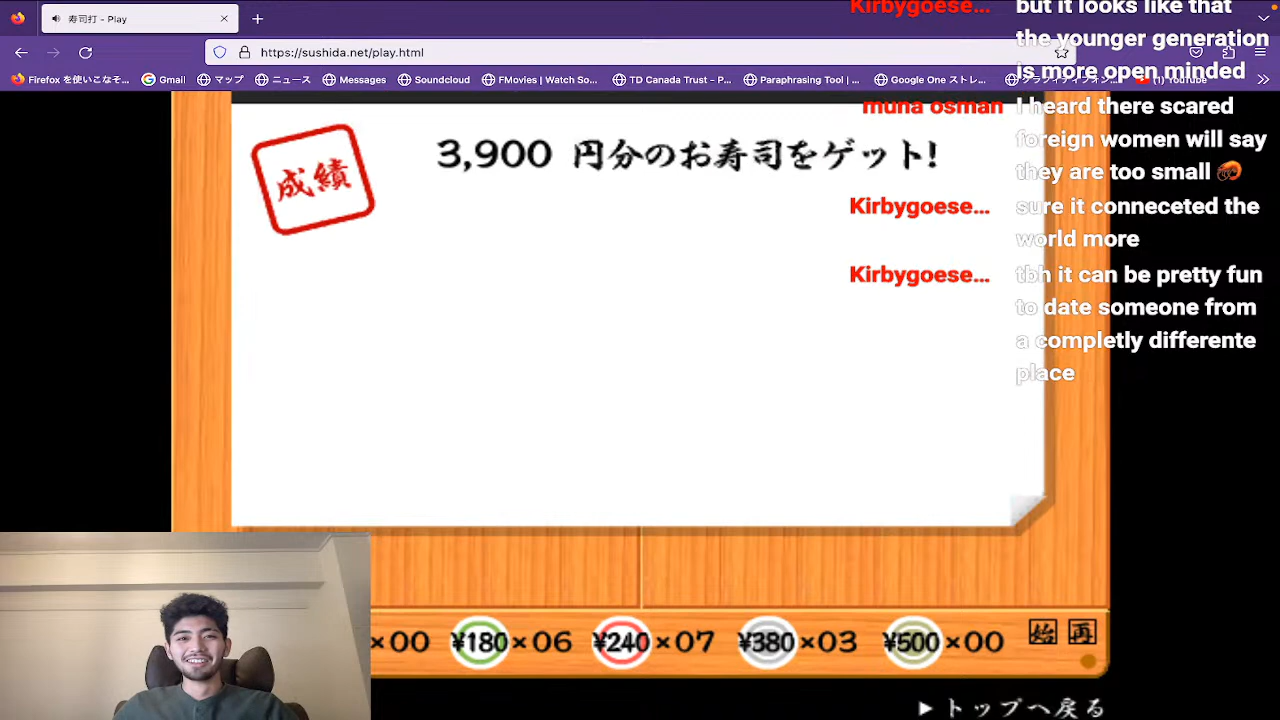 寿司打 - Play
https://sushida.net/play.html
Firefox を使いこなそ…
Gmail
マップ
ニュース
Messages
Soundcloud
FMovies | Watch So…
TD Canada Trust - P…
Paraphrasing Tool | …
Google One ストレ…
(1) YouTube
成績
3,900 円分のお寿司をゲット!
×00
¥180×06
¥240×07
¥380×03
¥500×00
始
再
▶トップへ戻る
Kirbygoese…
but it looks like that
the younger generation
is more open minded
muna osman
I heard there scared
foreign women will say
they are too small 🦐
Kirbygoese…
sure it conneceted the
world more
Kirbygoese…
tbh it can be pretty fun
to date someone from
a completly differente
place